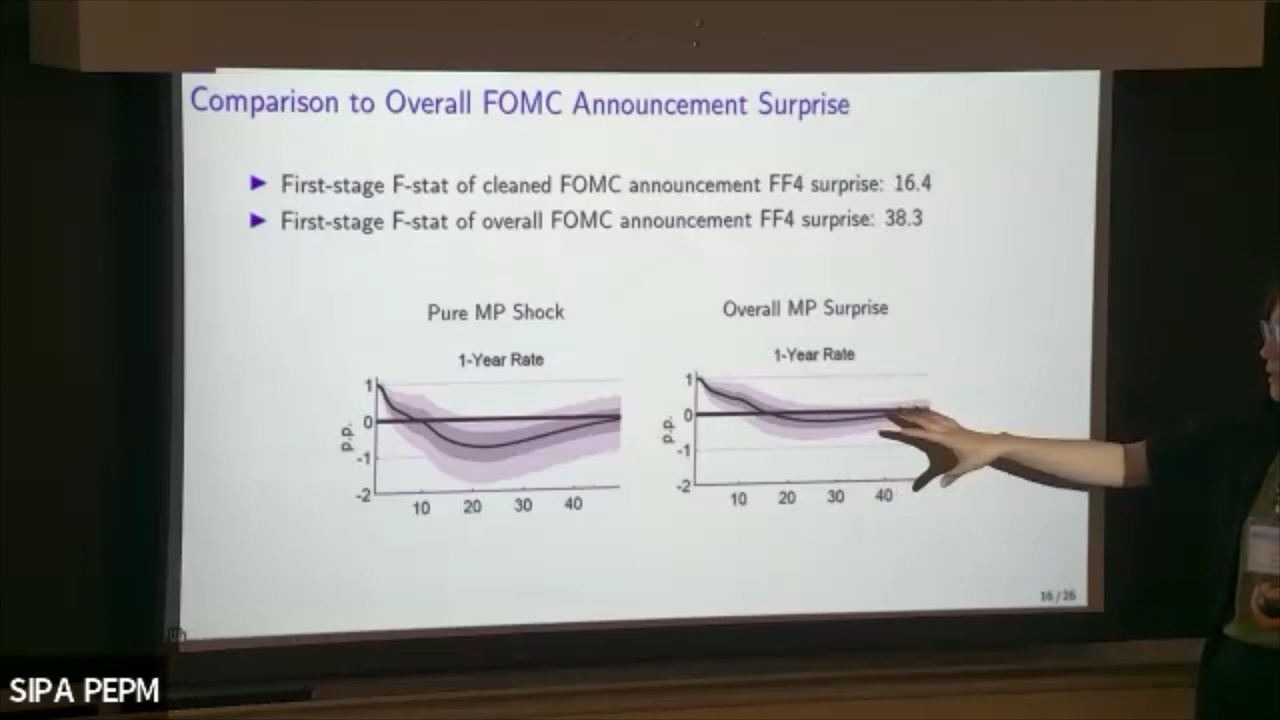 Comparison to Overall FOMC Announcement Surprise
First-stage F-stat of cleaned FOMC announcement FF4 surprise: 16.4
First-stage F-stat of overall FOMC announcement FF4 surprise: 38.3
Pure MP Shock
Overall MP Surprise
1-Year Rate
1-Year Rate
1
0
-1
-2
p.p.
10 20 30 40
1
0
-1
-2
p.p.
10 20 30 40
16/26
SIPA PEPM